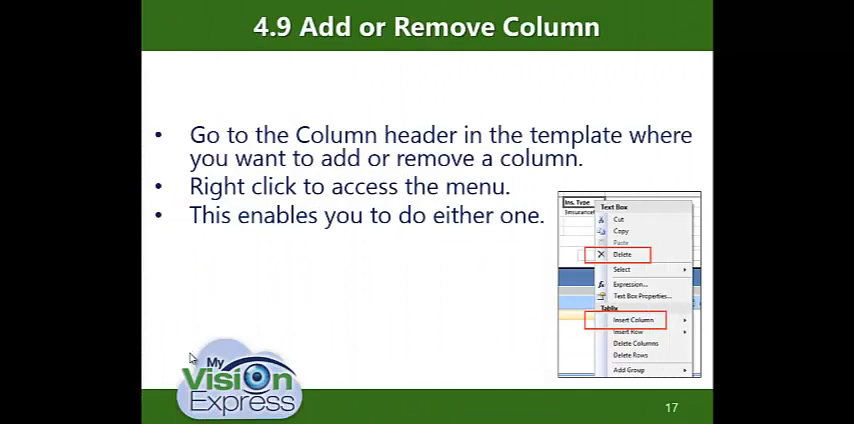 4.9 Add or Remove Column
• Go to the Column header in the template where
you want to add or remove a column.
• Right click to access the menu.
• This enables you to do either one.
Ins. Type
Text Box
Cut
Copy
Paste
Delete
Select
Expression...
Text Box Properties...
Tablix
Insert Column
Insert Row
Delete Columns
Delete Rows
Add Group
My
Vision
Express
17